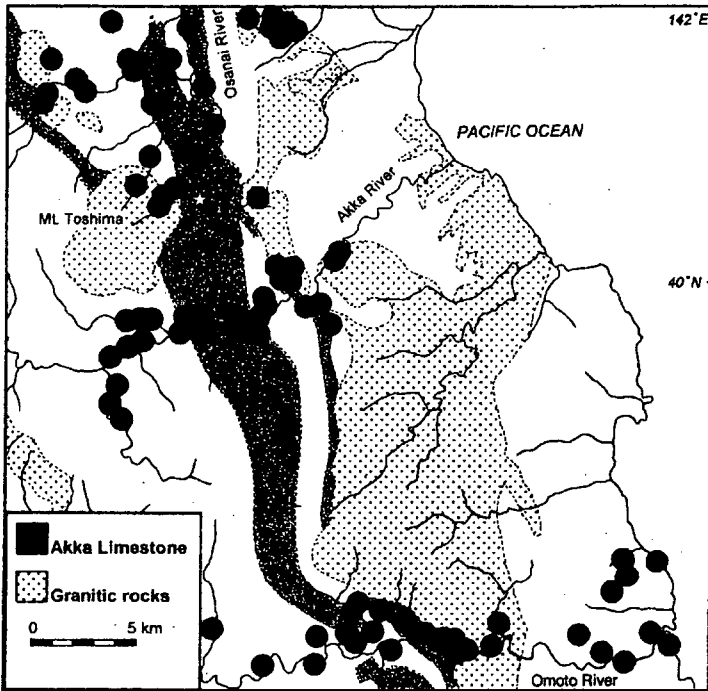 142°E
Osanai River
PACIFIC OCEAN
Akka River
Mt. Toshima
40°N
Akka Limestone
Granitic rocks
0 5 km
Omoto River